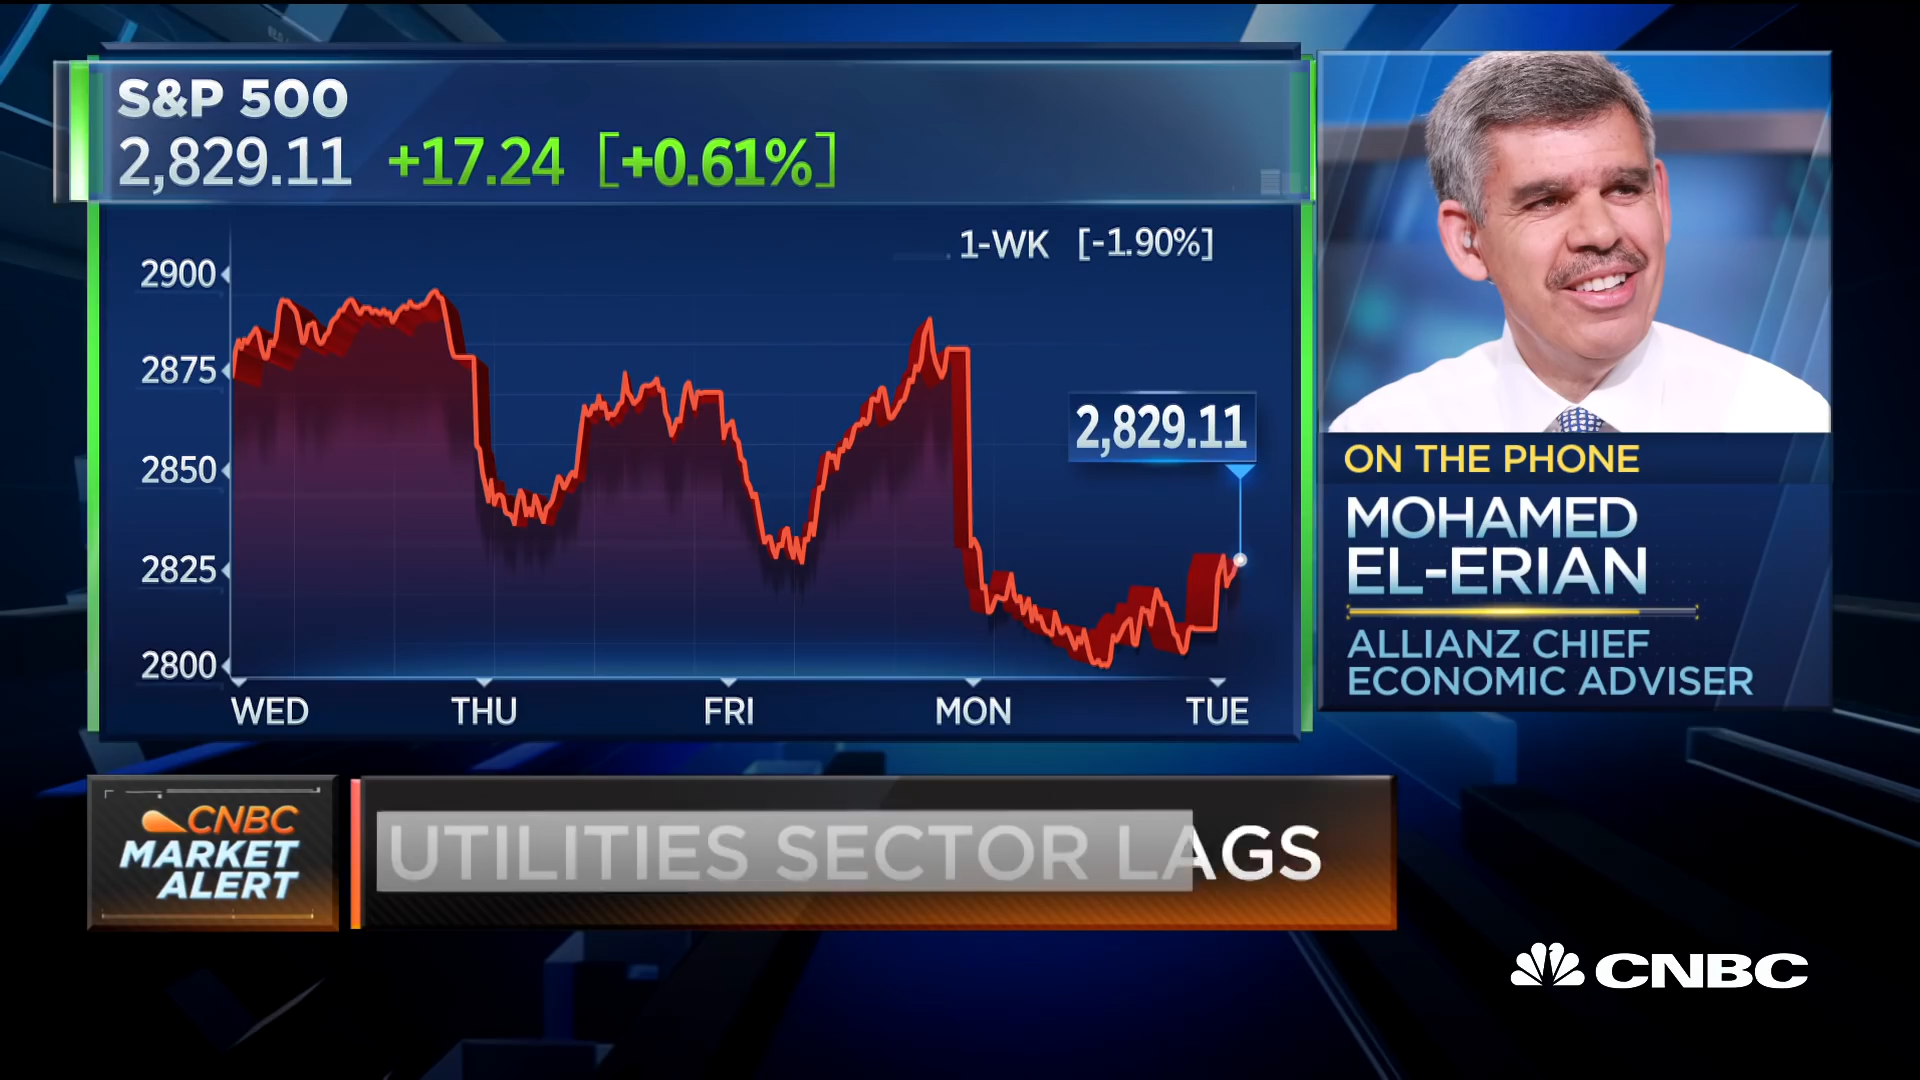 S&P 500
2,829.11 +17.24 [+0.61%]
1-WK [-1.90%]
2900
2875
2850
2825
2800
2,829.11
WED THU FRI MON TUE
ON THE PHONE
MOHAMED
EL-ERIAN
ALLIANZ CHIEF
ECONOMIC ADVISER
CNBC
MARKET
ALERT
UTILITIES SECTOR LAGS
CNBC